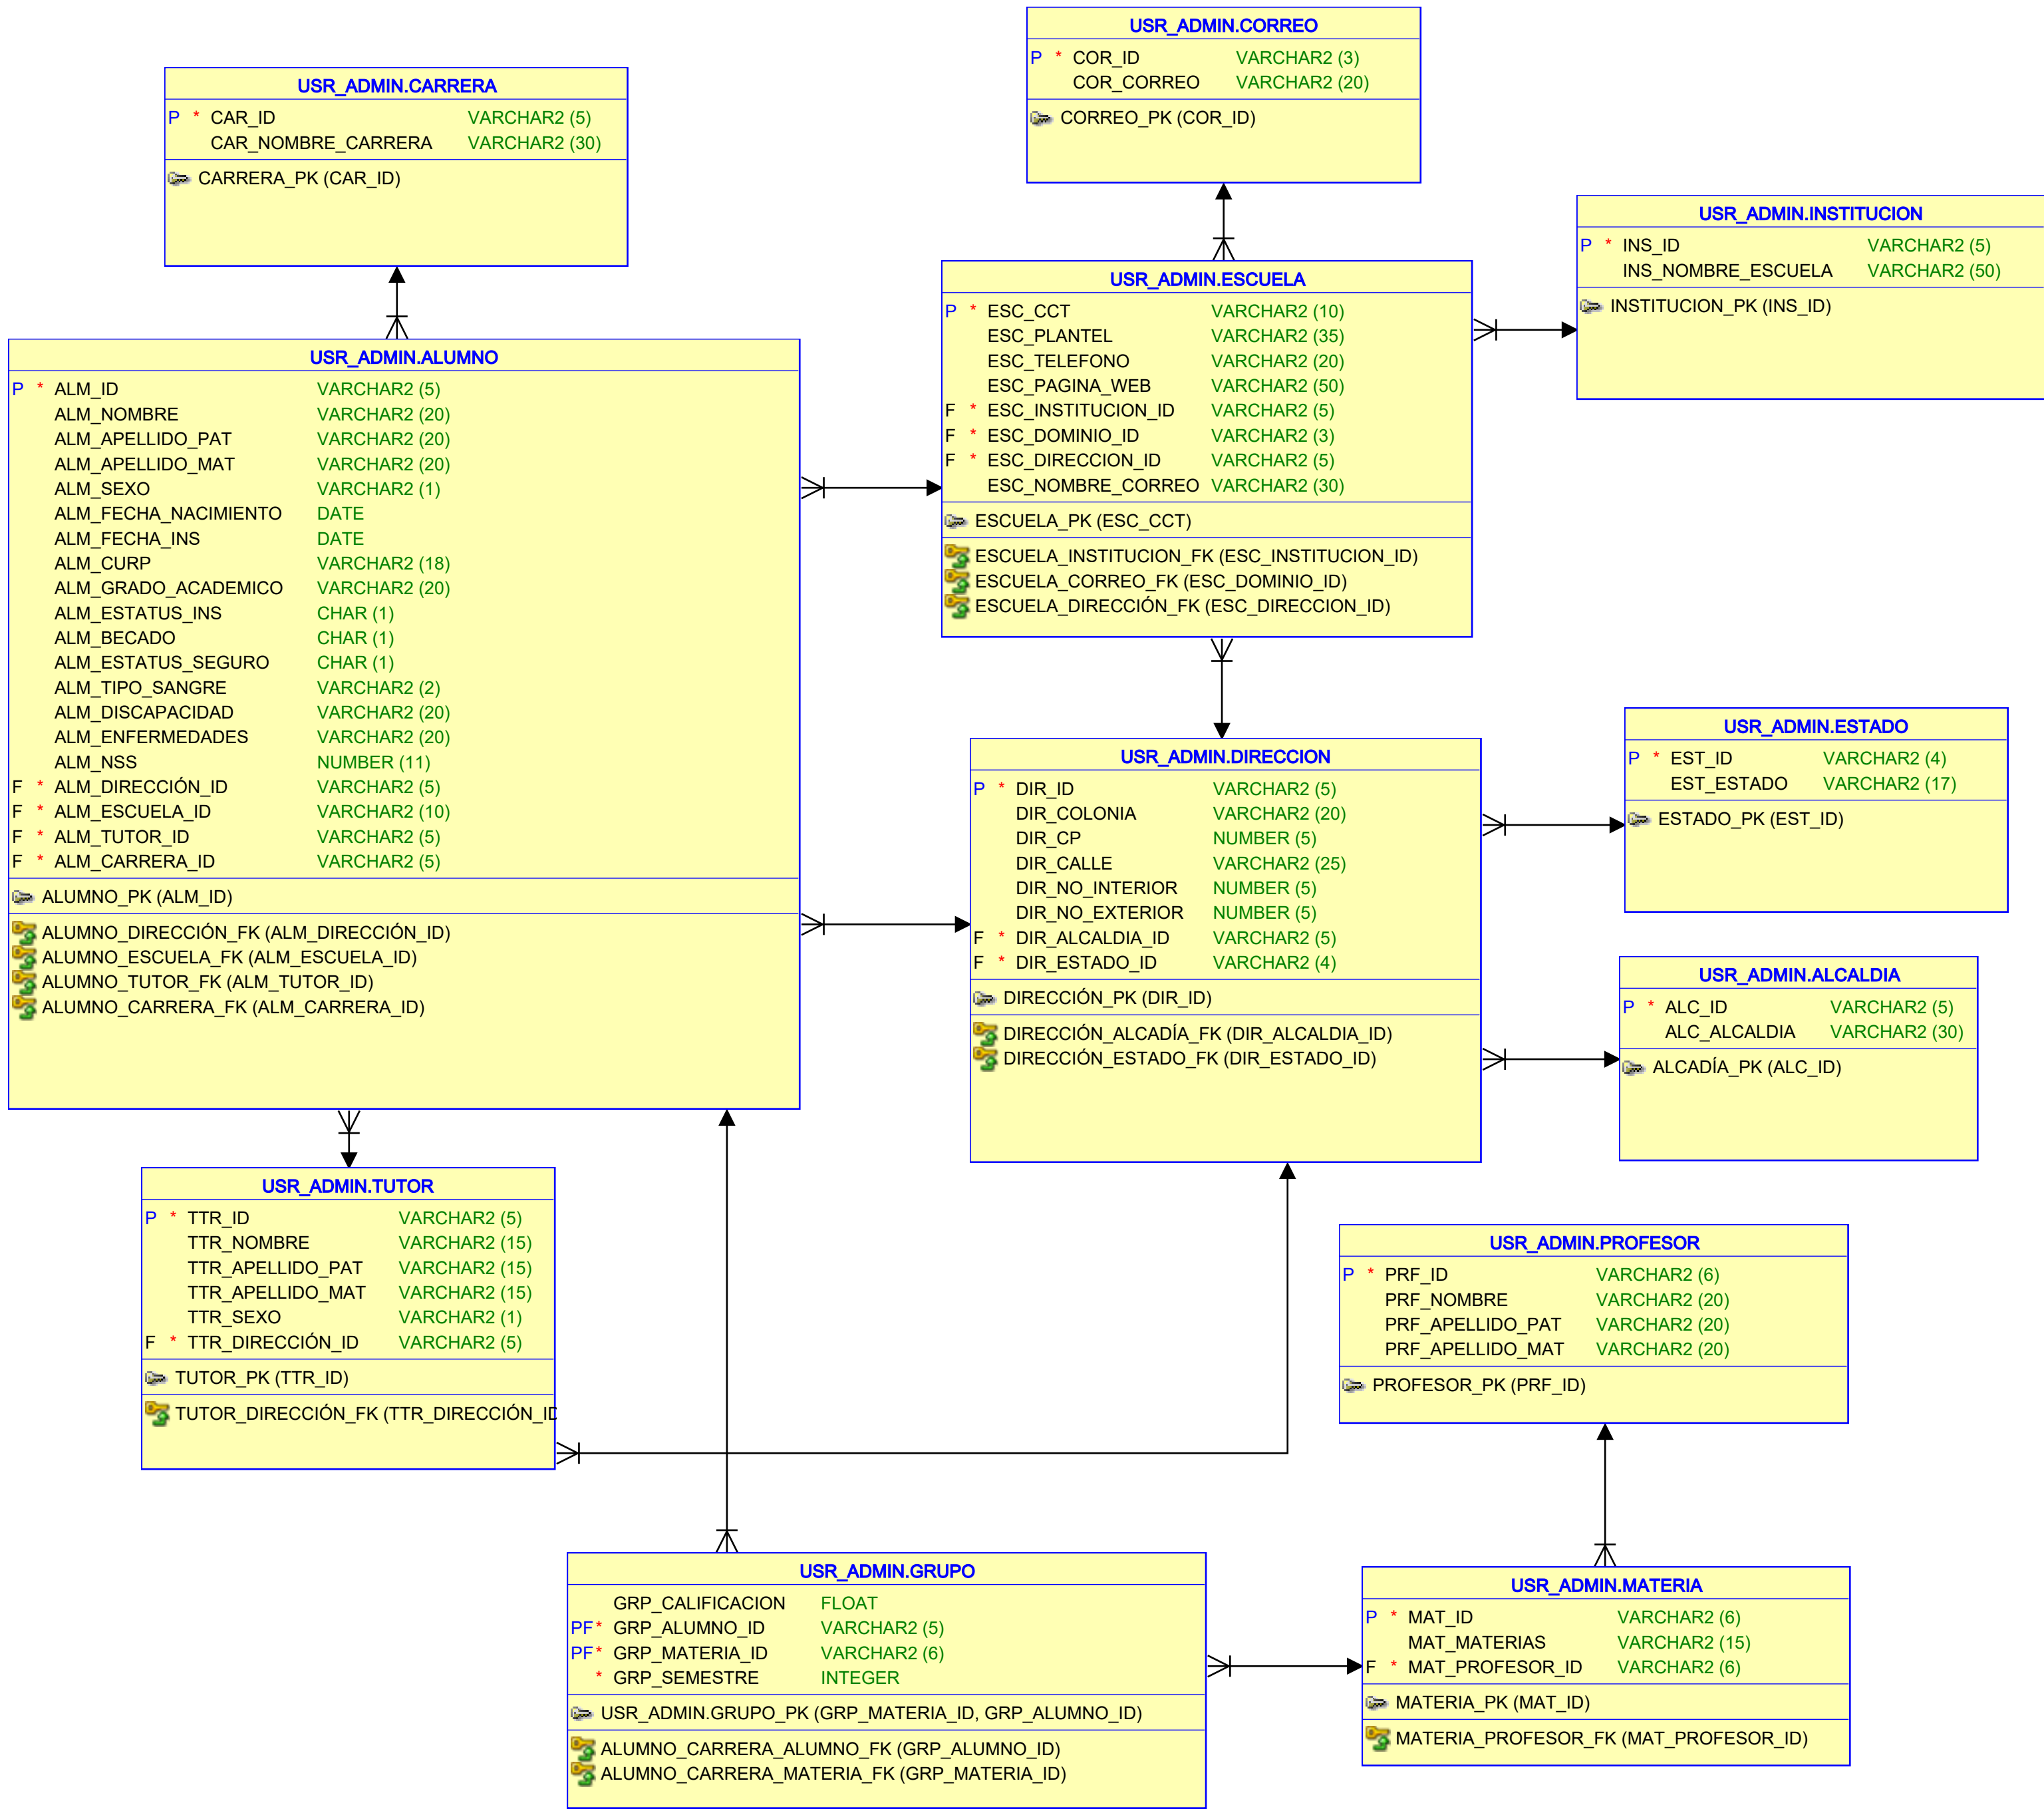 USR_ADMIN.CORREO
P * COR_ID VARCHAR2 (3)
COR_CORREO VARCHAR2 (20)
CORREO_PK (COR_ID)
USR_ADMIN.CARRERA
P * CAR_ID VARCHAR2 (5)
CAR_NOMBRE_CARRERA VARCHAR2 (30)
CARRERA_PK (CAR_ID)
USR_ADMIN.INSTITUCION
P * INS_ID VARCHAR2 (5)
INS_NOMBRE_ESCUELA VARCHAR2 (50)
INSTITUCION_PK (INS_ID)
USR_ADMIN.ESCUELA
P * ESC_CCT VARCHAR2 (10)
ESC_PLANTEL VARCHAR2 (35)
ESC_TELEFONO VARCHAR2 (20)
ESC_PAGINA_WEB VARCHAR2 (50)
F * ESC_INSTITUCION_ID VARCHAR2 (5)
F * ESC_DOMINIO_ID VARCHAR2 (3)
F * ESC_DIRECCION_ID VARCHAR2 (5)
ESC_NOMBRE_CORREO VARCHAR2 (30)
ESCUELA_PK (ESC_CCT)
ESCUELA_INSTITUCION_FK (ESC_INSTITUCION_ID)
ESCUELA_CORREO_FK (ESC_DOMINIO_ID)
ESCUELA_DIRECCIÓN_FK (ESC_DIRECCION_ID)
USR_ADMIN.ALUMNO
P * ALM_ID VARCHAR2 (5)
ALM_NOMBRE VARCHAR2 (20)
ALM_APELLIDO_PAT VARCHAR2 (20)
ALM_APELLIDO_MAT VARCHAR2 (20)
ALM_SEXO VARCHAR2 (1)
ALM_FECHA_NACIMIENTO DATE
ALM_FECHA_INS DATE
ALM_CURP VARCHAR2 (18)
ALM_GRADO_ACADEMICO VARCHAR2 (20)
ALM_ESTATUS_INS CHAR (1)
ALM_BECADO CHAR (1)
ALM_ESTATUS_SEGURO CHAR (1)
ALM_TIPO_SANGRE VARCHAR2 (2)
ALM_DISCAPACIDAD VARCHAR2 (20)
ALM_ENFERMEDADES VARCHAR2 (20)
ALM_NSS NUMBER (11)
F * ALM_DIRECCIÓN_ID VARCHAR2 (5)
F * ALM_ESCUELA_ID VARCHAR2 (10)
F * ALM_TUTOR_ID VARCHAR2 (5)
F * ALM_CARRERA_ID VARCHAR2 (5)
ALUMNO_PK (ALM_ID)
ALUMNO_DIRECCIÓN_FK (ALM_DIRECCIÓN_ID)
ALUMNO_ESCUELA_FK (ALM_ESCUELA_ID)
ALUMNO_TUTOR_FK (ALM_TUTOR_ID)
ALUMNO_CARRERA_FK (ALM_CARRERA_ID)
USR_ADMIN.DIRECCION
P * DIR_ID VARCHAR2 (5)
DIR_COLONIA VARCHAR2 (20)
DIR_CP NUMBER (5)
DIR_CALLE VARCHAR2 (25)
DIR_NO_INTERIOR NUMBER (5)
DIR_NO_EXTERIOR NUMBER (5)
F * DIR_ALCALDIA_ID VARCHAR2 (5)
F * DIR_ESTADO_ID VARCHAR2 (4)
DIRECCIÓN_PK (DIR_ID)
DIRECCIÓN_ALCADÍA_FK (DIR_ALCALDIA_ID)
DIRECCIÓN_ESTADO_FK (DIR_ESTADO_ID)
USR_ADMIN.ESTADO
P * EST_ID VARCHAR2 (4)
EST_ESTADO VARCHAR2 (17)
ESTADO_PK (EST_ID)
USR_ADMIN.ALCALDIA
P * ALC_ID VARCHAR2 (5)
ALC_ALCALDIA VARCHAR2 (30)
ALCADÍA_PK (ALC_ID)
USR_ADMIN.TUTOR
P * TTR_ID VARCHAR2 (5)
TTR_NOMBRE VARCHAR2 (15)
TTR_APELLIDO_PAT VARCHAR2 (15)
TTR_APELLIDO_MAT VARCHAR2 (15)
TTR_SEXO VARCHAR2 (1)
F * TTR_DIRECCIÓN_ID VARCHAR2 (5)
TUTOR_PK (TTR_ID)
TUTOR_DIRECCIÓN_FK (TTR_DIRECCIÓN_ID
USR_ADMIN.PROFESOR
P * PRF_ID VARCHAR2 (6)
PRF_NOMBRE VARCHAR2 (20)
PRF_APELLIDO_PAT VARCHAR2 (20)
PRF_APELLIDO_MAT VARCHAR2 (20)
PROFESOR_PK (PRF_ID)
USR_ADMIN.GRUPO
GRP_CALIFICACION FLOAT
PF * GRP_ALUMNO_ID VARCHAR2 (5)
PF * GRP_MATERIA_ID VARCHAR2 (6)
* GRP_SEMESTRE INTEGER
USR_ADMIN.GRUPO_PK (GRP_MATERIA_ID, GRP_ALUMNO_ID)
ALUMNO_CARRERA_ALUMNO_FK (GRP_ALUMNO_ID)
ALUMNO_CARRERA_MATERIA_FK (GRP_MATERIA_ID)
USR_ADMIN.MATERIA
P * MAT_ID VARCHAR2 (6)
MAT_MATERIAS VARCHAR2 (15)
F * MAT_PROFESOR_ID VARCHAR2 (6)
MATERIA_PK (MAT_ID)
MATERIA_PROFESOR_FK (MAT_PROFESOR_ID)